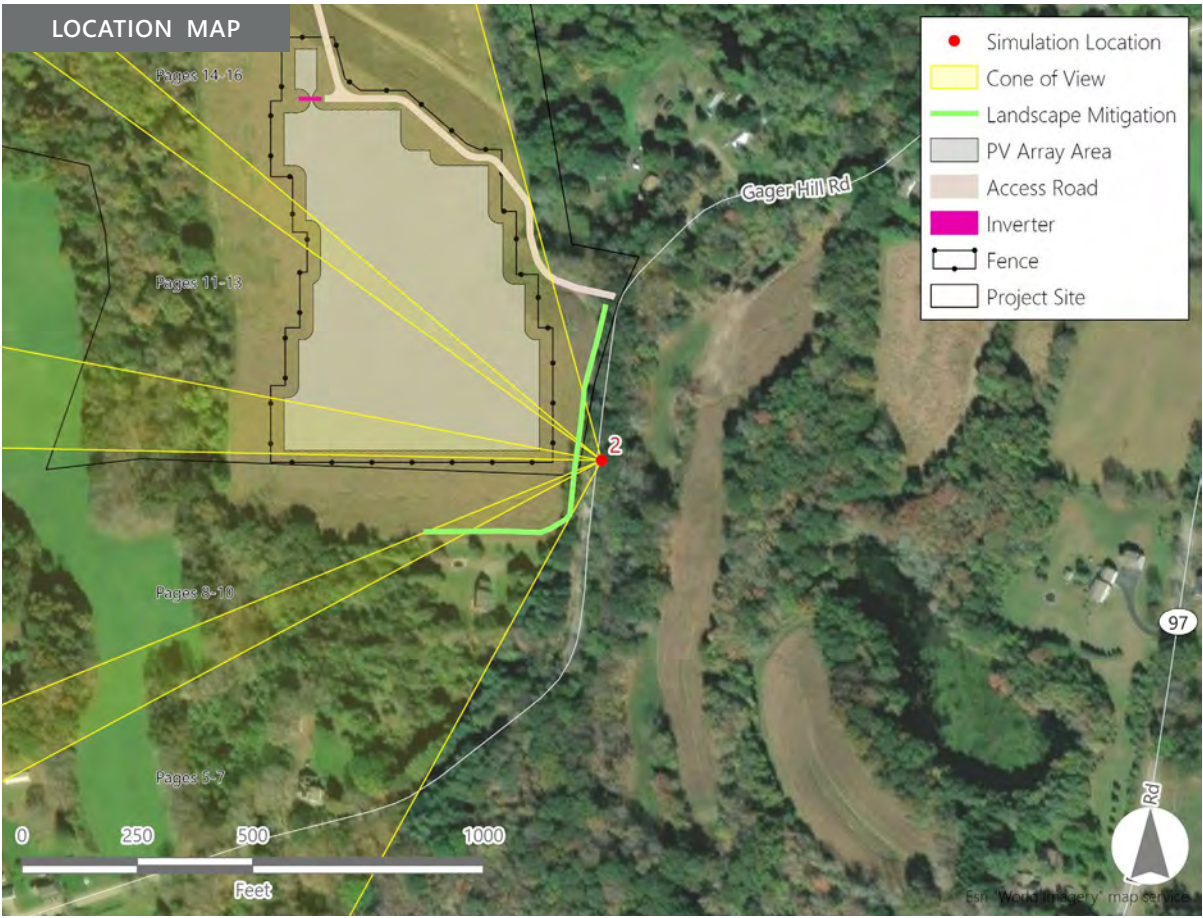 LOCATION MAP
Simulation Location
Cone of View
Landscape Mitigation
PV Array Area
Access Road
Inverter
Fence
Project Site
Pages 14-16
Gager Hill Rd
Pages 11-13
2
Pages 8-10
97
Pages 5-7
Rd
0 250 500 1000
Feet
Esri "World Imagery" map service